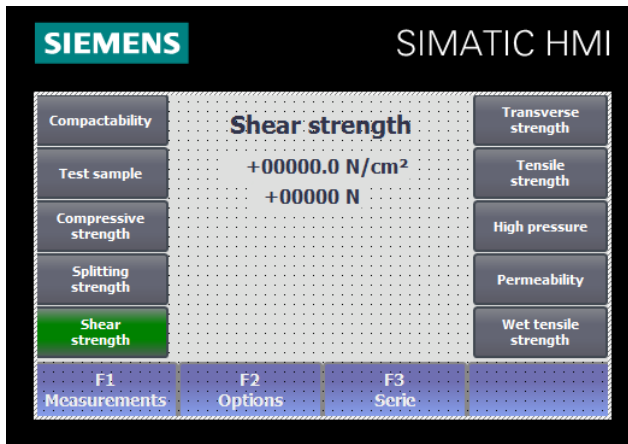 SIEMENS
SIMATIC HMI
Compactability
Test sample
Compressive
strength
Splitting
strength
Shear
strength
Shear strength
+00000.0 N/cm²
+00000 N
Transverse
strength
Tensile
strength
High pressure
Permeability
Wet tensile
strength
F1
Measurements
F2
Options
F3
Serie